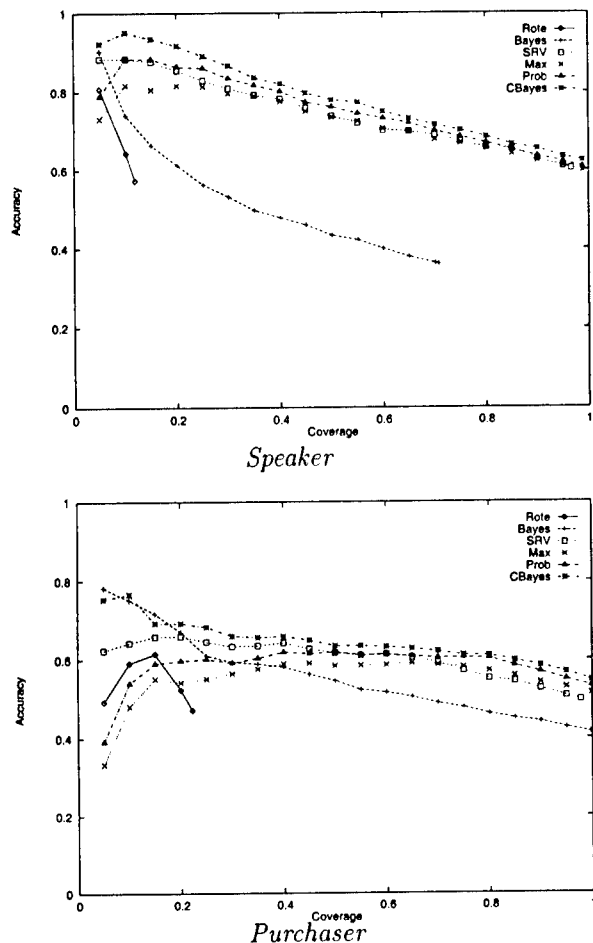 1
0.8
0.6
0.4
0.2
0
Accuracy
Rote
Bayes
SRV
Max
Prob
CBayes
0
0.2
0.4
0.6
0.8
1
Coverage
Speaker
1
0.8
0.6
0.4
0.2
0
Accuracy
Rote
Bayes
SRV
Max
Prob
CBayes
0
0.2
0.4
0.6
0.8
1
Coverage
Purchaser